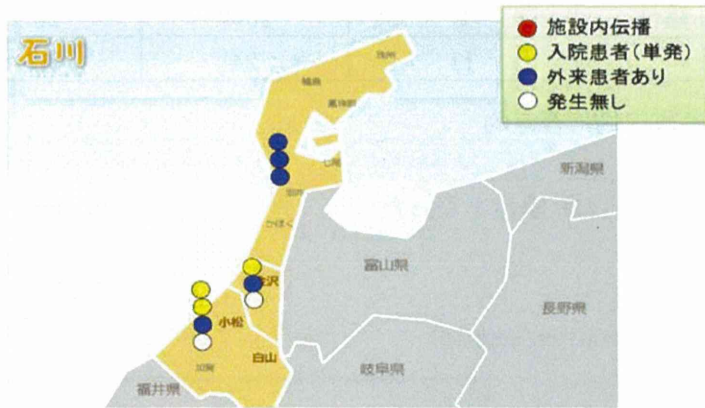 石川
施設内伝播
入院患者(単発)
外来患者あり
発生無し
珠洲
輪島
七尾
羽咋
かほく
金沢
小松
白山
加賀
新潟県
富山県
長野県
岐阜県
福井県